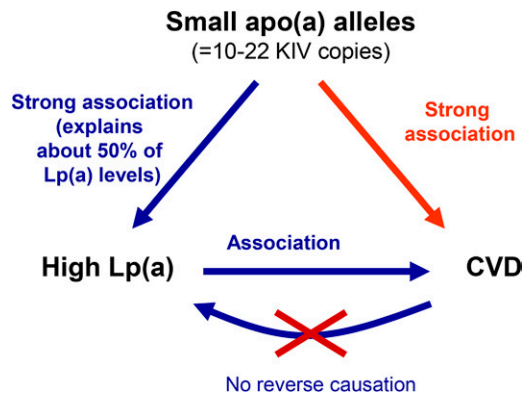 Small apo(a) alleles
(=10-22 KIV copies)
Strong association
(explains
about 50% of
Lp(a) levels)
Strong
association
Association
High Lp(a)
CVD
No reverse causation